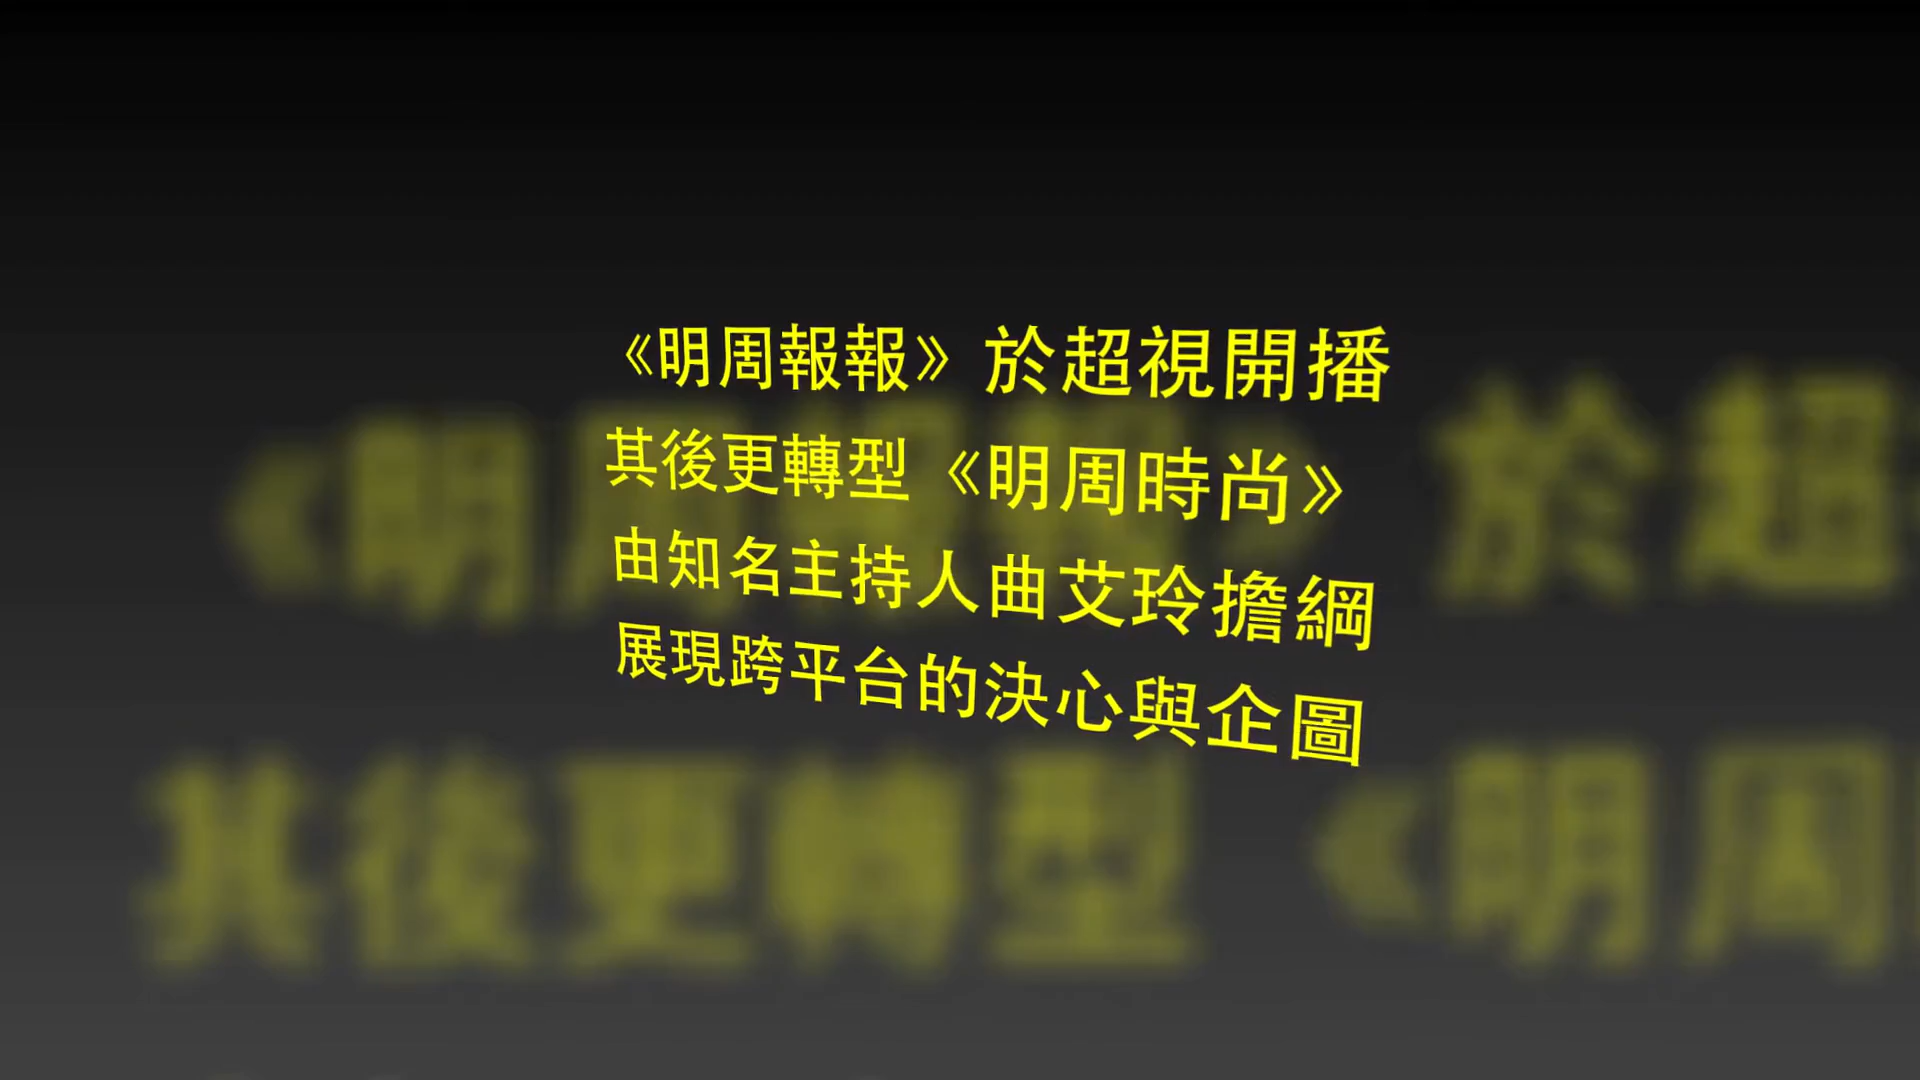 《明周報報》於超視開播
其後更轉型《明周時尚》
由知名主持人曲艾玲擔綱
展現跨平台的決心與企圖